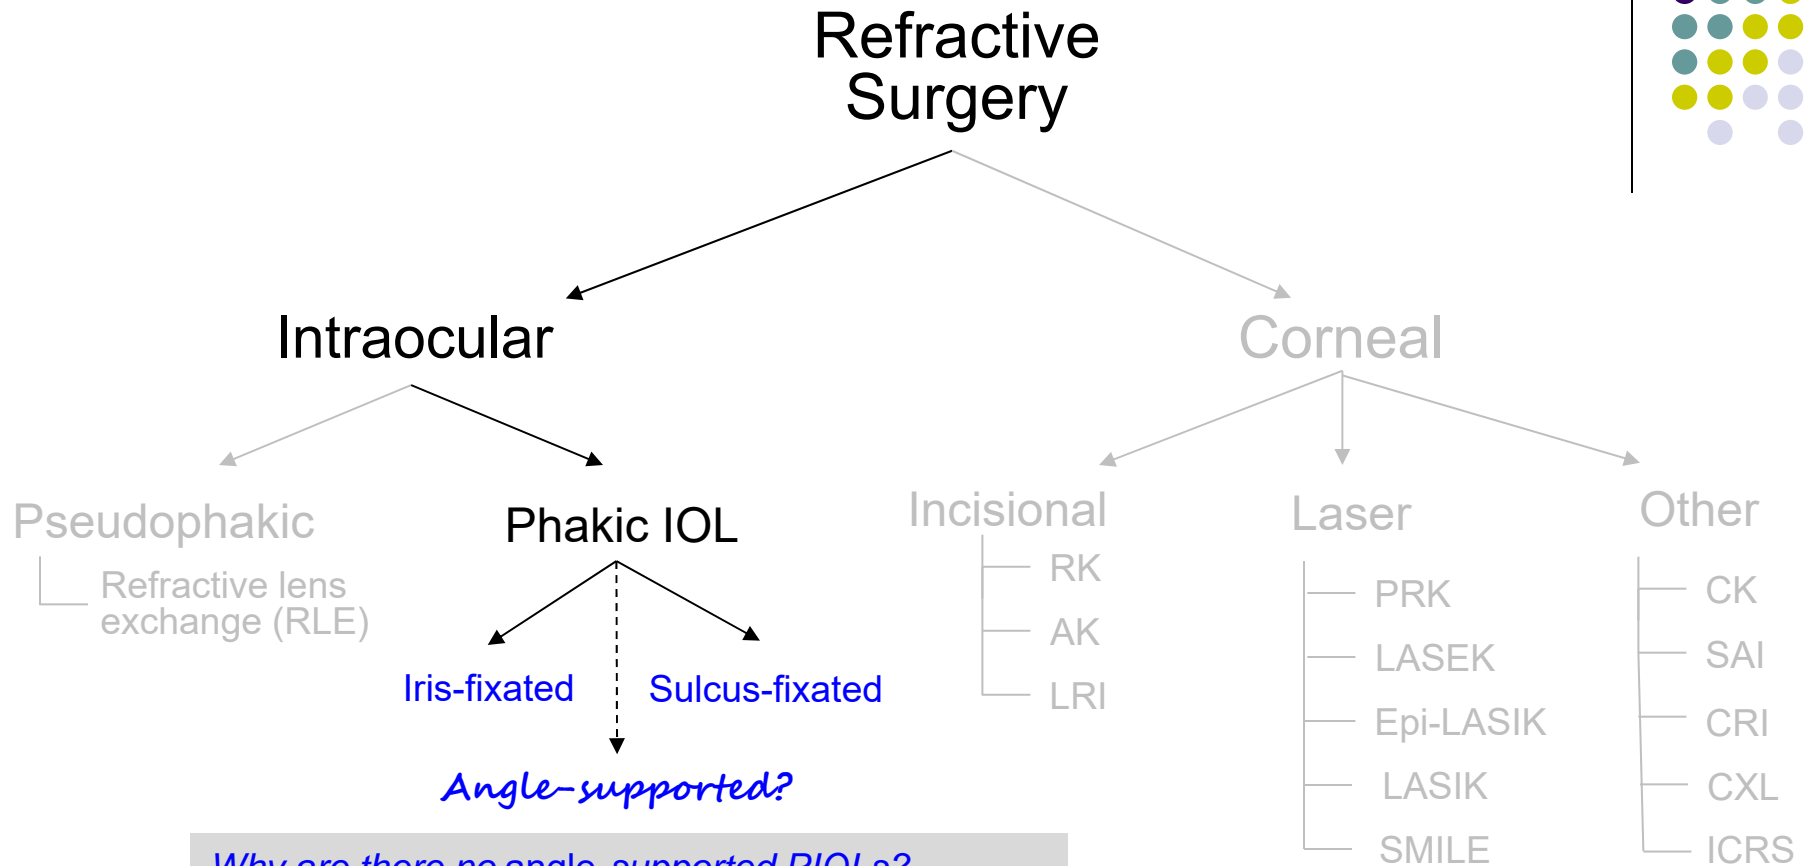 Refractive
Surgery
Intraocular
Corneal
Pseudophakic
Refractive lens
exchange (RLE)
Phakic IOL
Iris-fixated
Sulcus-fixated
Angle-supported?
Incisional
RK
AK
LRI
Laser
PRK
LASEK
Epi-LASIK
LASIK
SMILE
Other
CK
SAI
CRI
CXL
ICRS
Why are there no angle-supported PIOLs?